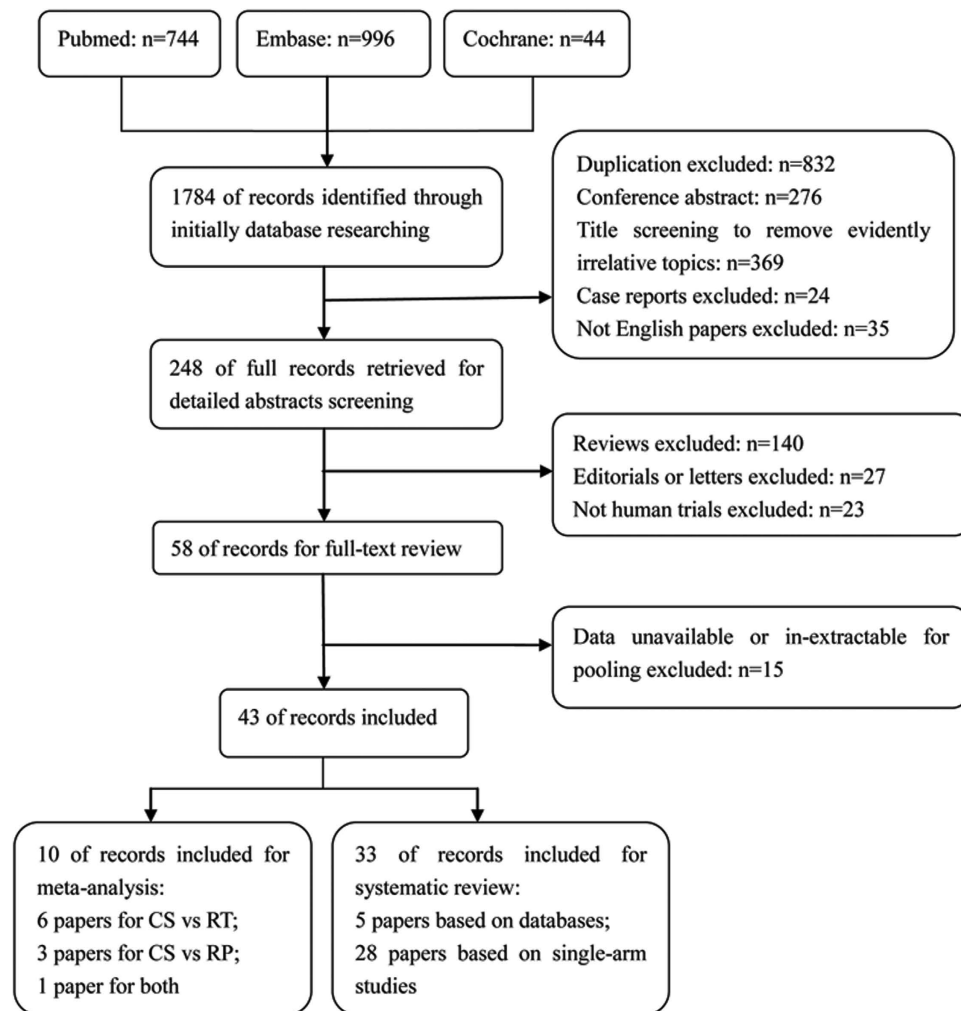 Pubmed: n=744
Embase: n=996
Cochrane: n=44
1784 of records identified through
initially database researching
Duplication excluded: n=832
Conference abstract: n=276
Title screening to remove evidently
irrelative topics: n=369
Case reports excluded: n=24
Not English papers excluded: n=35
248 of full records retrieved for
detailed abstracts screening
Reviews excluded: n=140
Editorials or letters excluded: n=27
Not human trials excluded: n=23
58 of records for full-text review
Data unavailable or in-extractable for
pooling excluded: n=15
43 of records included
10 of records included for
meta-analysis:
6 papers for CS vs RT;
3 papers for CS vs RP;
1 paper for both
33 of records included for
systematic review:
5 papers based on databases;
28 papers based on single-arm
studies